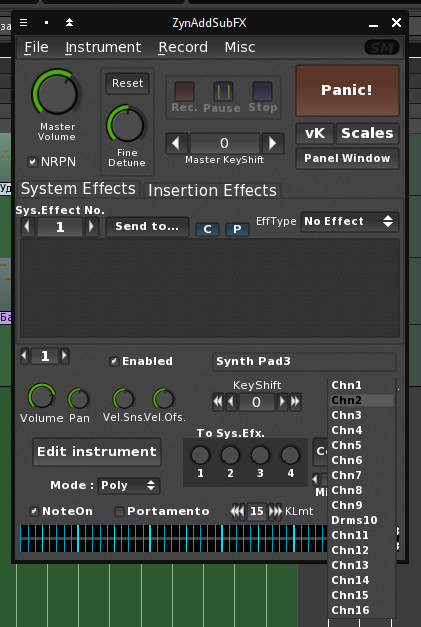 ZynAddSubFX
File Instrument Record Misc SM
Reset
Rec. Pause Stop
Panic!
Master
Volume
Fine
Detune
0
Master KeyShift
vK Scales
NRPN
Panel Window
System Effects Insertion Effects
Sys.Effect No.
1 Send to... C P EffType No Effect
1
Enabled Synth Pad3
KeyShift
0
Volume Pan Vel.Sns. Vel.Ofs.
To Sys.Efx.
Edit instrument
1 2 3 4
Mode : Poly
NoteOn Portamento 15 KLmt
Chn1
Chn2
Chn3
Chn4
Chn5
Chn6
Chn7
Chn8
Chn9
Drms10
Chn11
Chn12
Chn13
Chn14
Chn15
Chn16